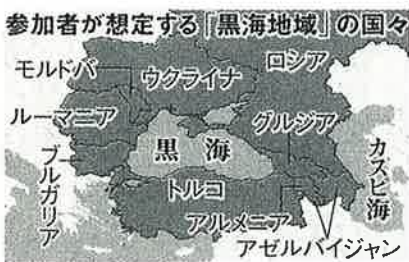 参加者が想定する「黒海地域」の国々
ロシア
モルドバ
ウクライナ
ルーマニア
グルジア
黒海
カスピ海
ブルガリア
トルコ
アルメニア
アゼルバイジャン